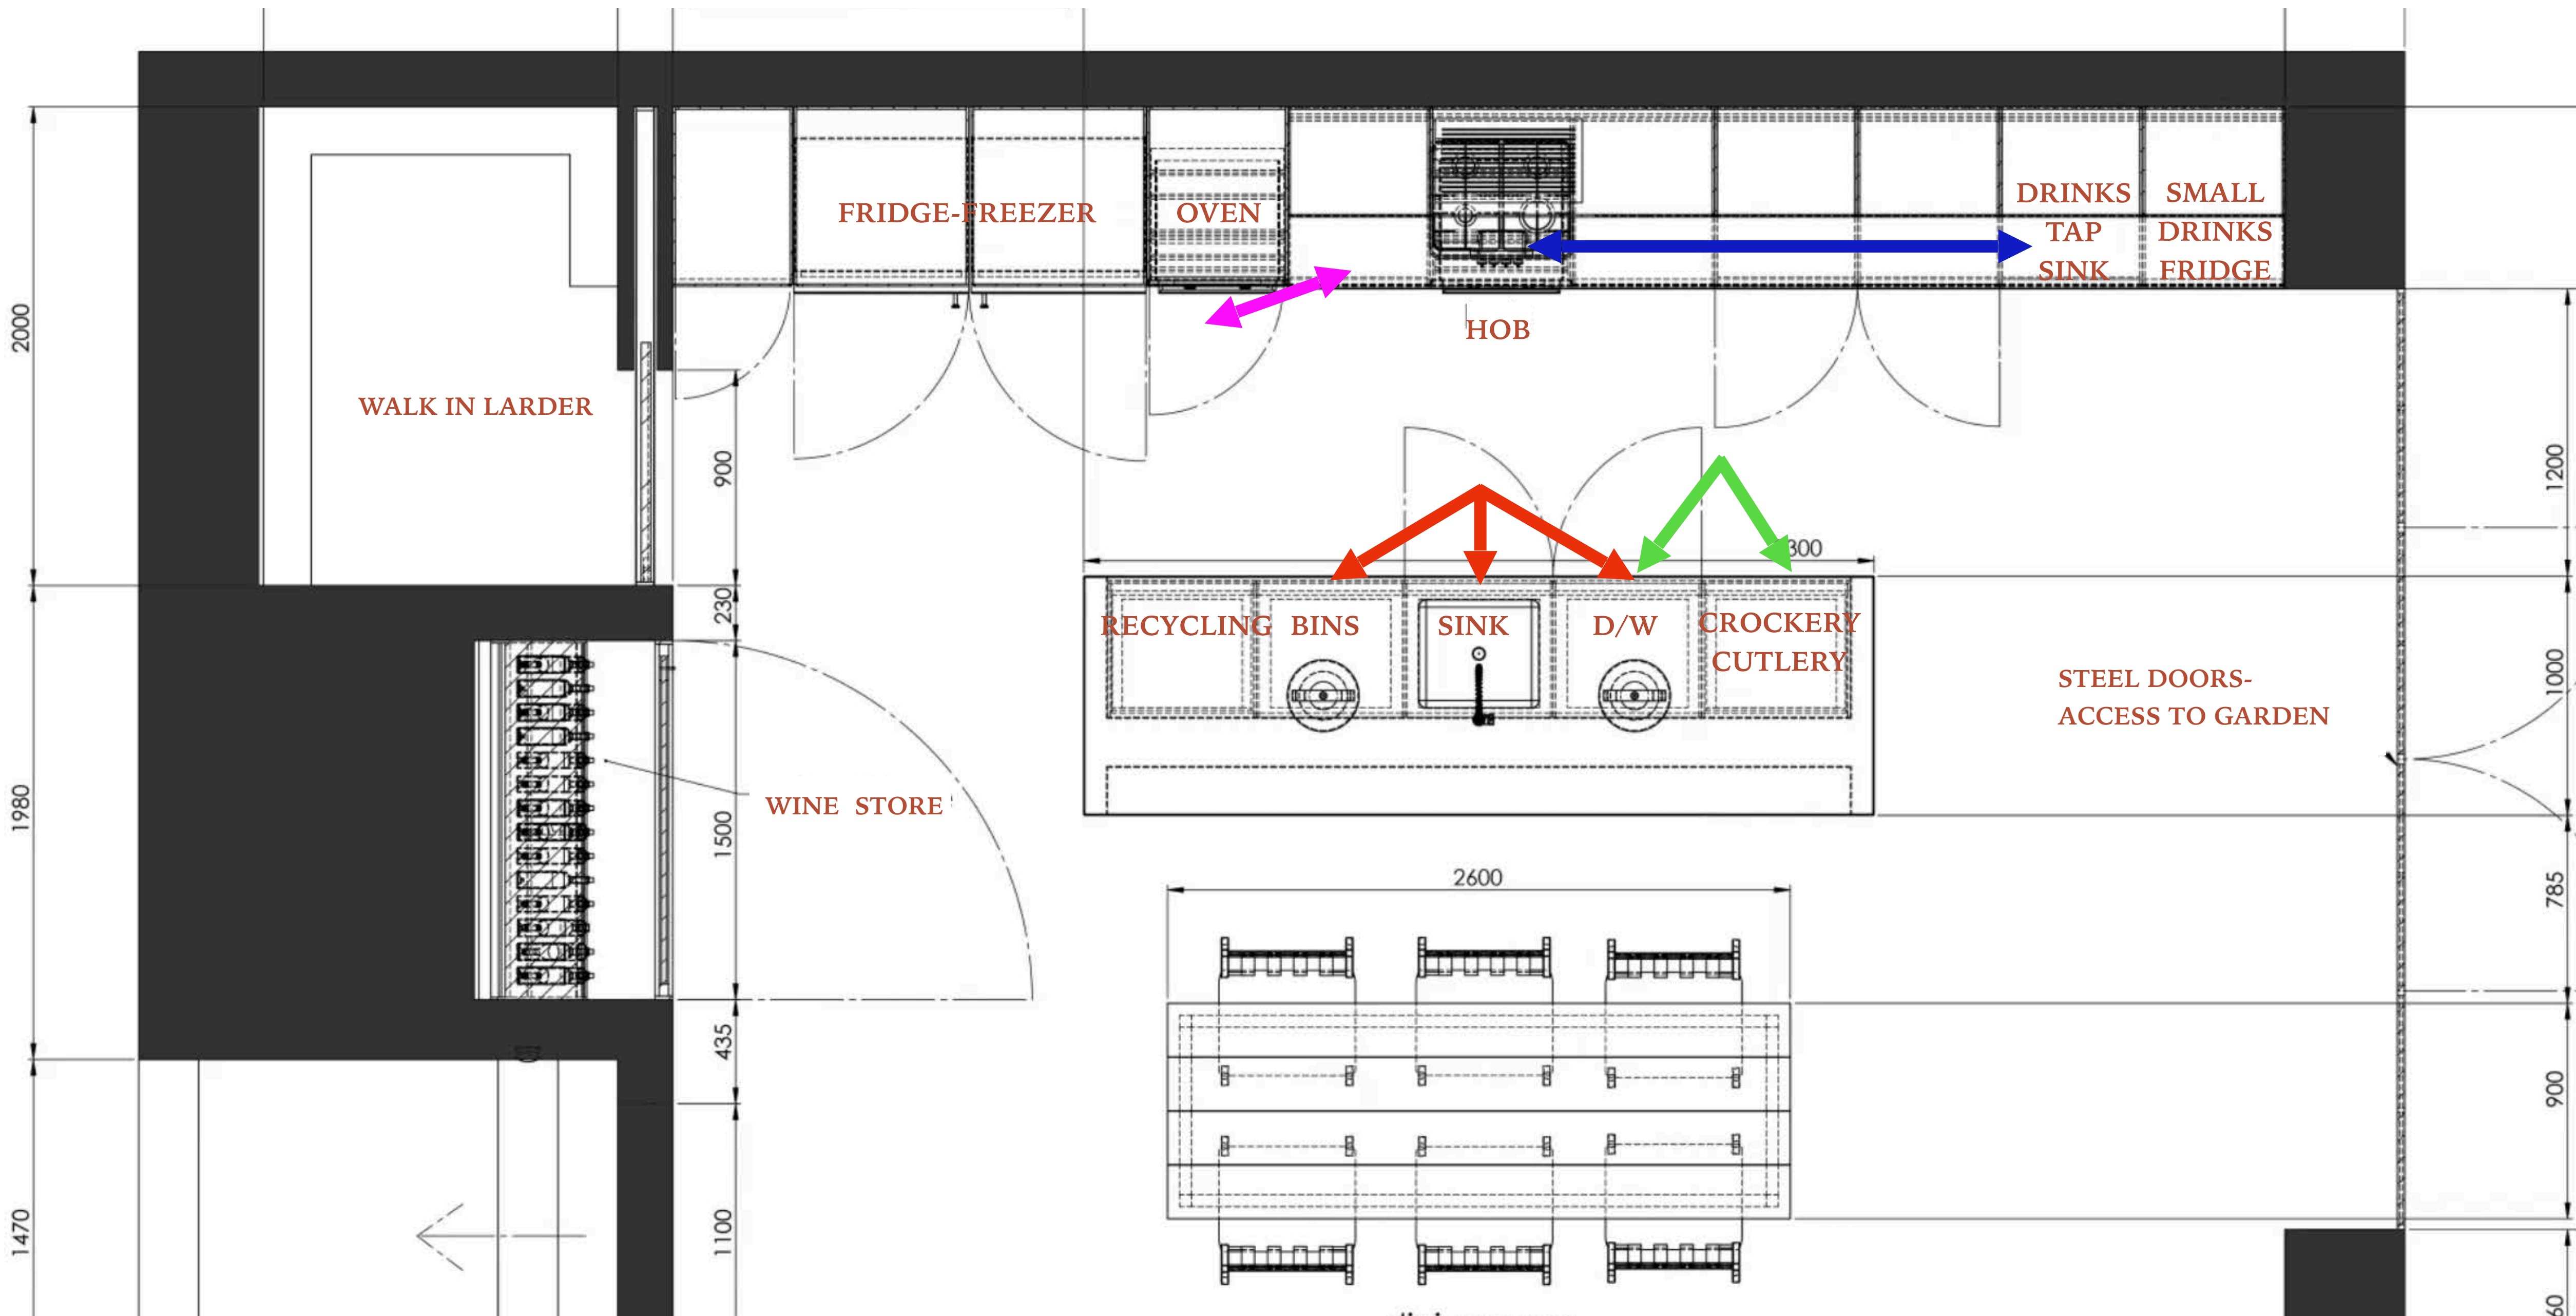 DRINKS
TAP
SINK
SMALL
DRINKS
FRIDGE
FRIDGE-FREEZER
OVEN
HOB
2000
WALK IN LARDER
900
1200
300
230
RECYCLING
BINS
SINK
D/W
CROCKERY
CUTLERY
STEEL DOORS-
ACCESS TO GARDEN
1000
1980
WINE STORE
1500
785
2600
435
900
1470
1100
60